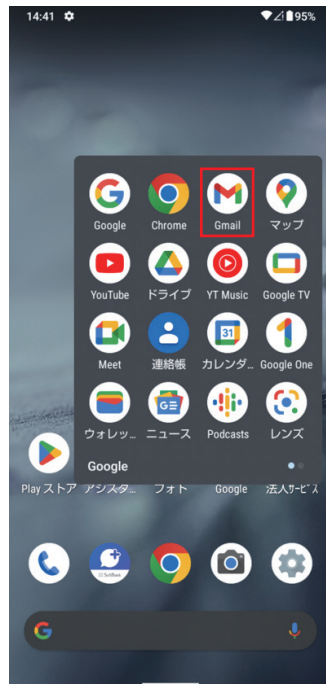 14:41 95%
Google Chrome Gmail マップ
YouTube ドライブ YT Music Google TV
31
Meet 連絡帳 カレンダ… Google One
GE
ウォレッ… ニュース Podcasts レンズ
Google
Play ストア アシスタ… フォト Google 法人サービス
SoftBank